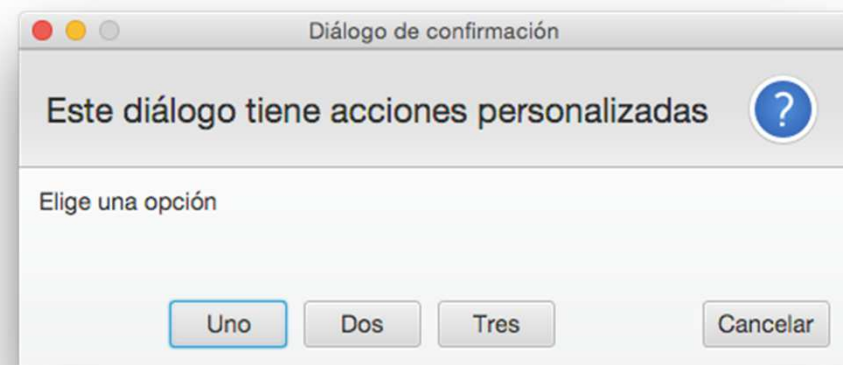 Diálogo de confirmación
Este diálogo tiene acciones personalizadas ?
Elige una opción
Uno Dos Tres Cancelar